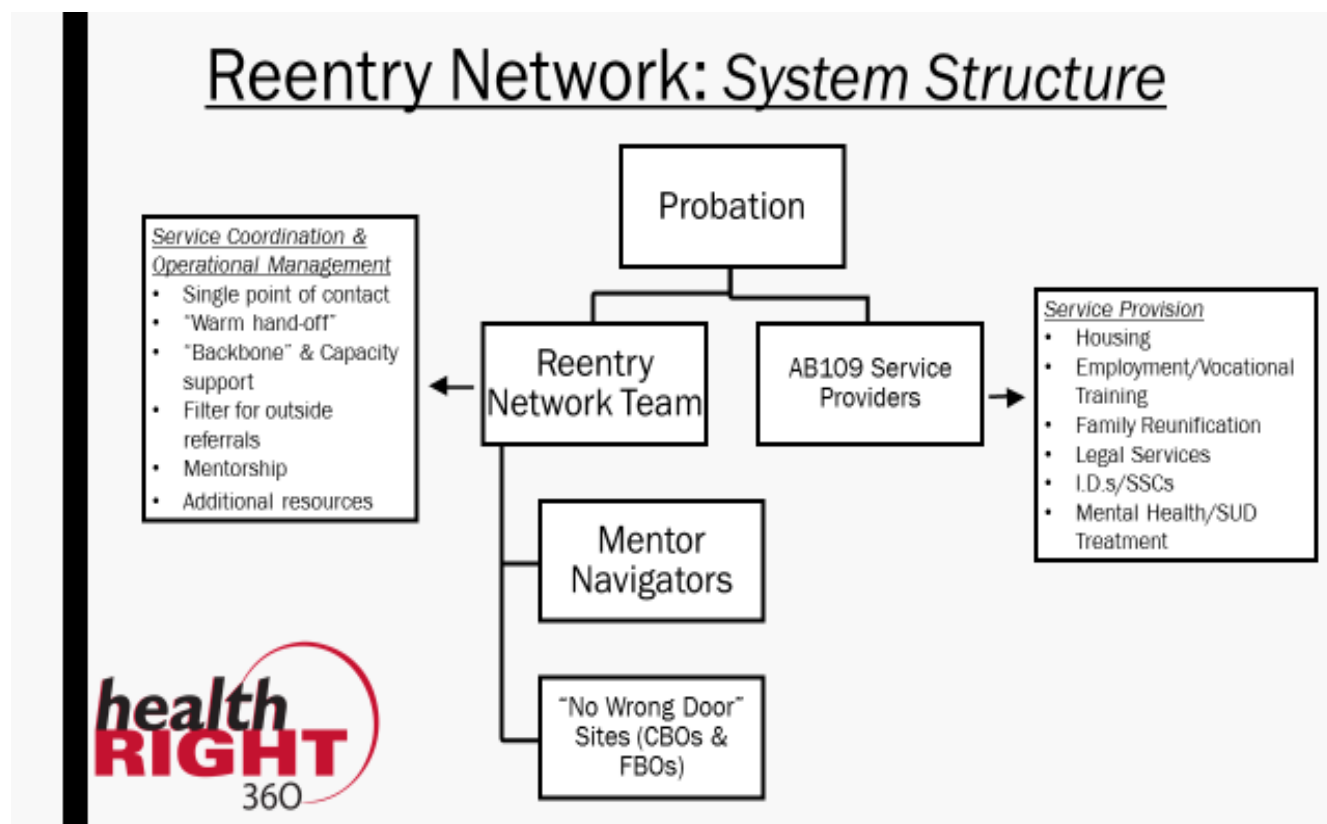 Reentry Network: System Structure
Probation
Service Coordination &
Operational Management
• Single point of contact
• “Warm hand-off”
• “Backbone” & Capacity
support
• Filter for outside
referrals
• Mentorship
• Additional resources
Reentry
Network Team
AB109 Service
Providers
Service Provision
• Housing
• Employment/Vocational
Training
• Family Reunification
• Legal Services
• I.D.s/SSCs
• Mental Health/SUD
Treatment
Mentor
Navigators
“No Wrong Door”
Sites (CBOs &
FBOs)
health
RIGHT
360